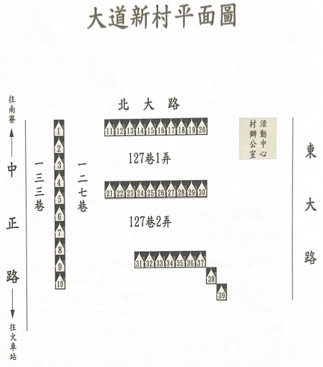 大道新村平面圖
北大路
11 12 13 14 15 16 17 18 19 20
活動中心
村辦公室
往南寮
中正路
往火車站
一三三巷
1
2
3
4
5
6
7
8
9
10
一二七巷
127巷1弄
21 22 23 24 25 26 27 28 29 30
127巷2弄
31 32 33 34 35 36 37
38
39
東大路